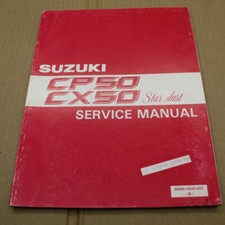 SUZUKI
CP50
CX50 Star dust
SERVICE MANUAL